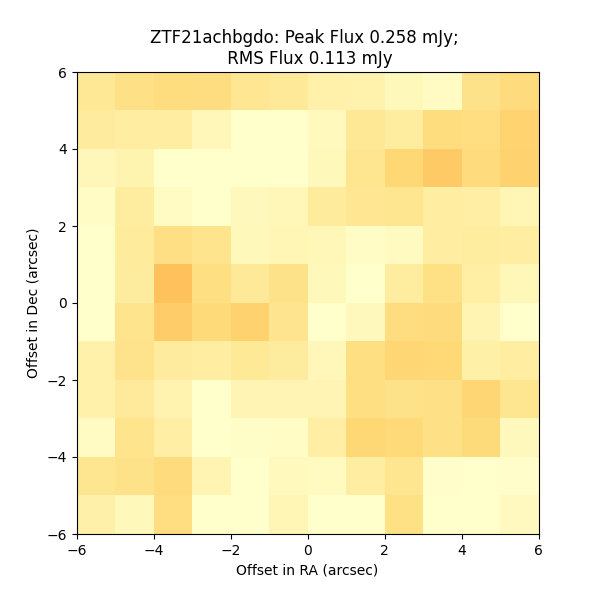 ZTF21achbgdo: Peak Flux 0.258 mJy;
RMS Flux 0.113 mJy
6
4
2
0
−2
−4
−6
Offset in Dec (arcsec)
−6 −4 −2 0 2 4 6
Offset in RA (arcsec)